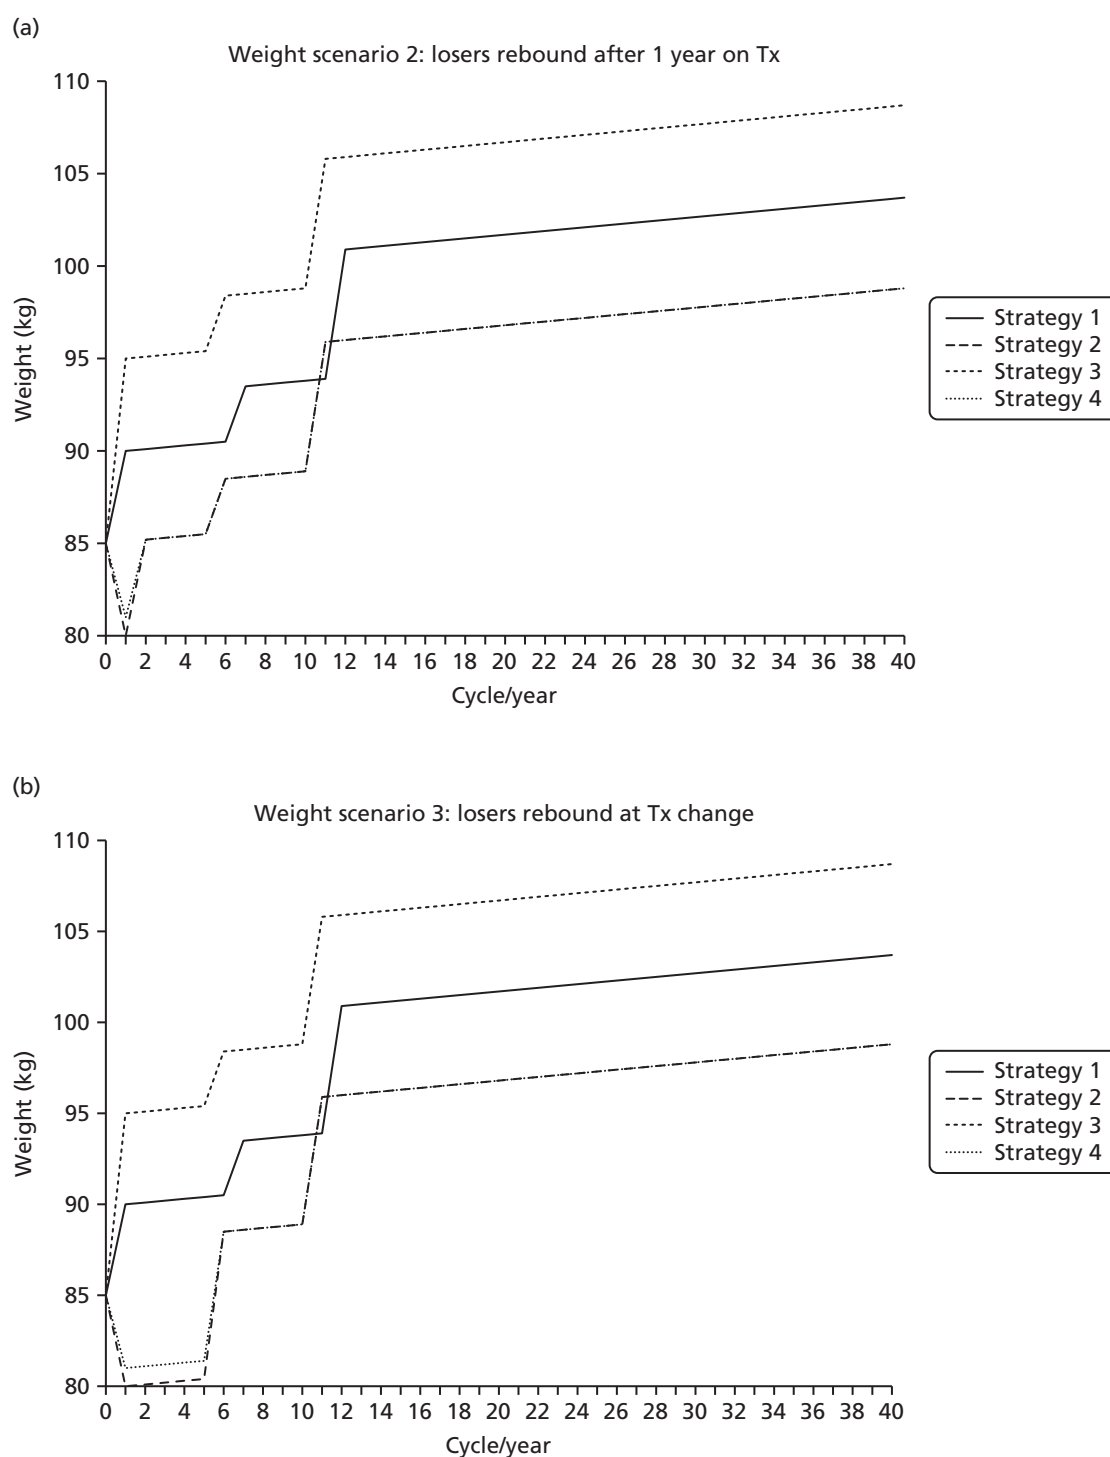 (a)
Weight scenario 2: losers rebound after 1 year on Tx
110
105
100
95
90
85
80
Weight (kg)
0 2 4 6 8 10 12 14 16 18 20 22 24 26 28 30 32 34 36 38 40
Cycle/year
Strategy 1
Strategy 2
Strategy 3
Strategy 4
(b)
Weight scenario 3: losers rebound at Tx change
110
105
100
95
90
85
80
Weight (kg)
0 2 4 6 8 10 12 14 16 18 20 22 24 26 28 30 32 34 36 38 40
Cycle/year
Strategy 1
Strategy 2
Strategy 3
Strategy 4